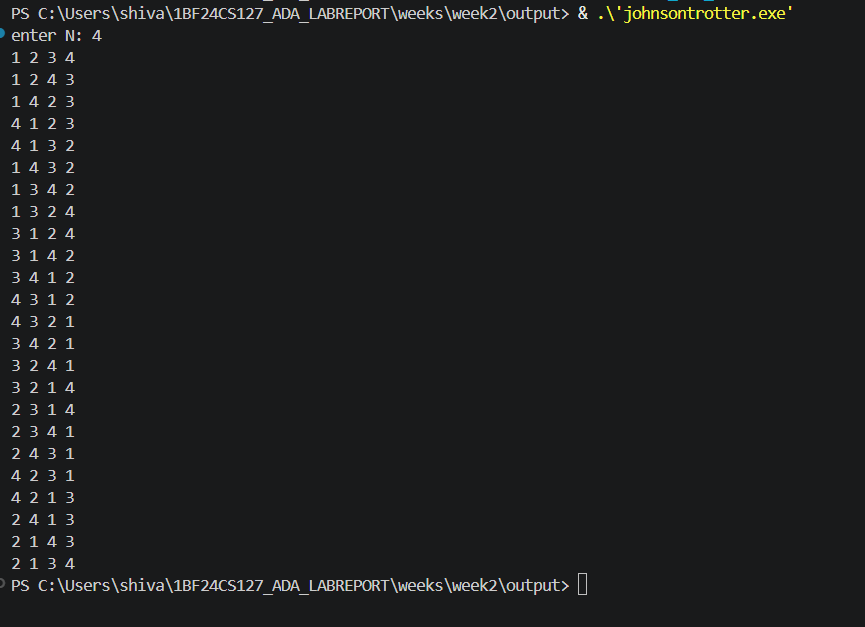 PS C:\Users\shiva\1BF24CS127_ADA_LABREPORT\weeks\week2\output> & .\'johnsontrotter.exe'
enter N: 4
1 2 3 4
1 2 4 3
1 4 2 3
4 1 2 3
4 1 3 2
1 4 3 2
1 3 4 2
1 3 2 4
3 1 2 4
3 1 4 2
3 4 1 2
4 3 1 2
4 3 2 1
3 4 2 1
3 2 4 1
3 2 1 4
2 3 1 4
2 3 4 1
2 4 3 1
4 2 3 1
4 2 1 3
2 4 1 3
2 1 4 3
2 1 3 4
PS C:\Users\shiva\1BF24CS127_ADA_LABREPORT\weeks\week2\output>